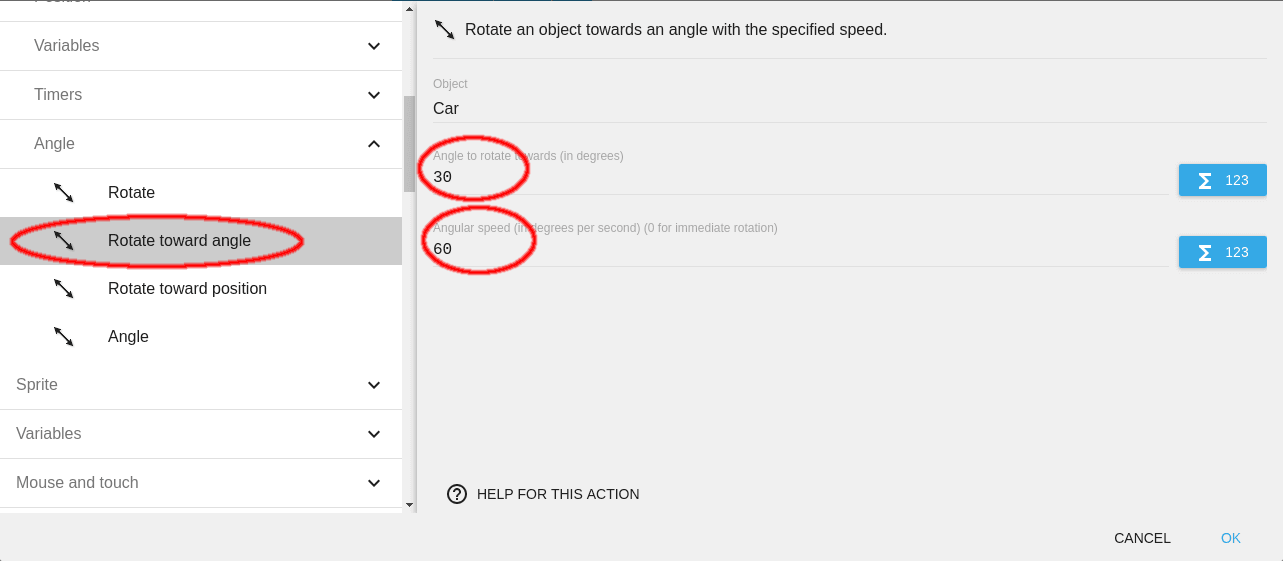 Position
Variables
Timers
Angle
Rotate
Rotate toward angle
Rotate toward position
Angle
Sprite
Variables
Mouse and touch
Rotate an object towards an angle with the specified speed.
Object
Car
Angle to rotate towards (in degrees)
30
123
Angular speed (in degrees per second) (0 for immediate rotation)
60
123
HELP FOR THIS ACTION
CANCEL
OK